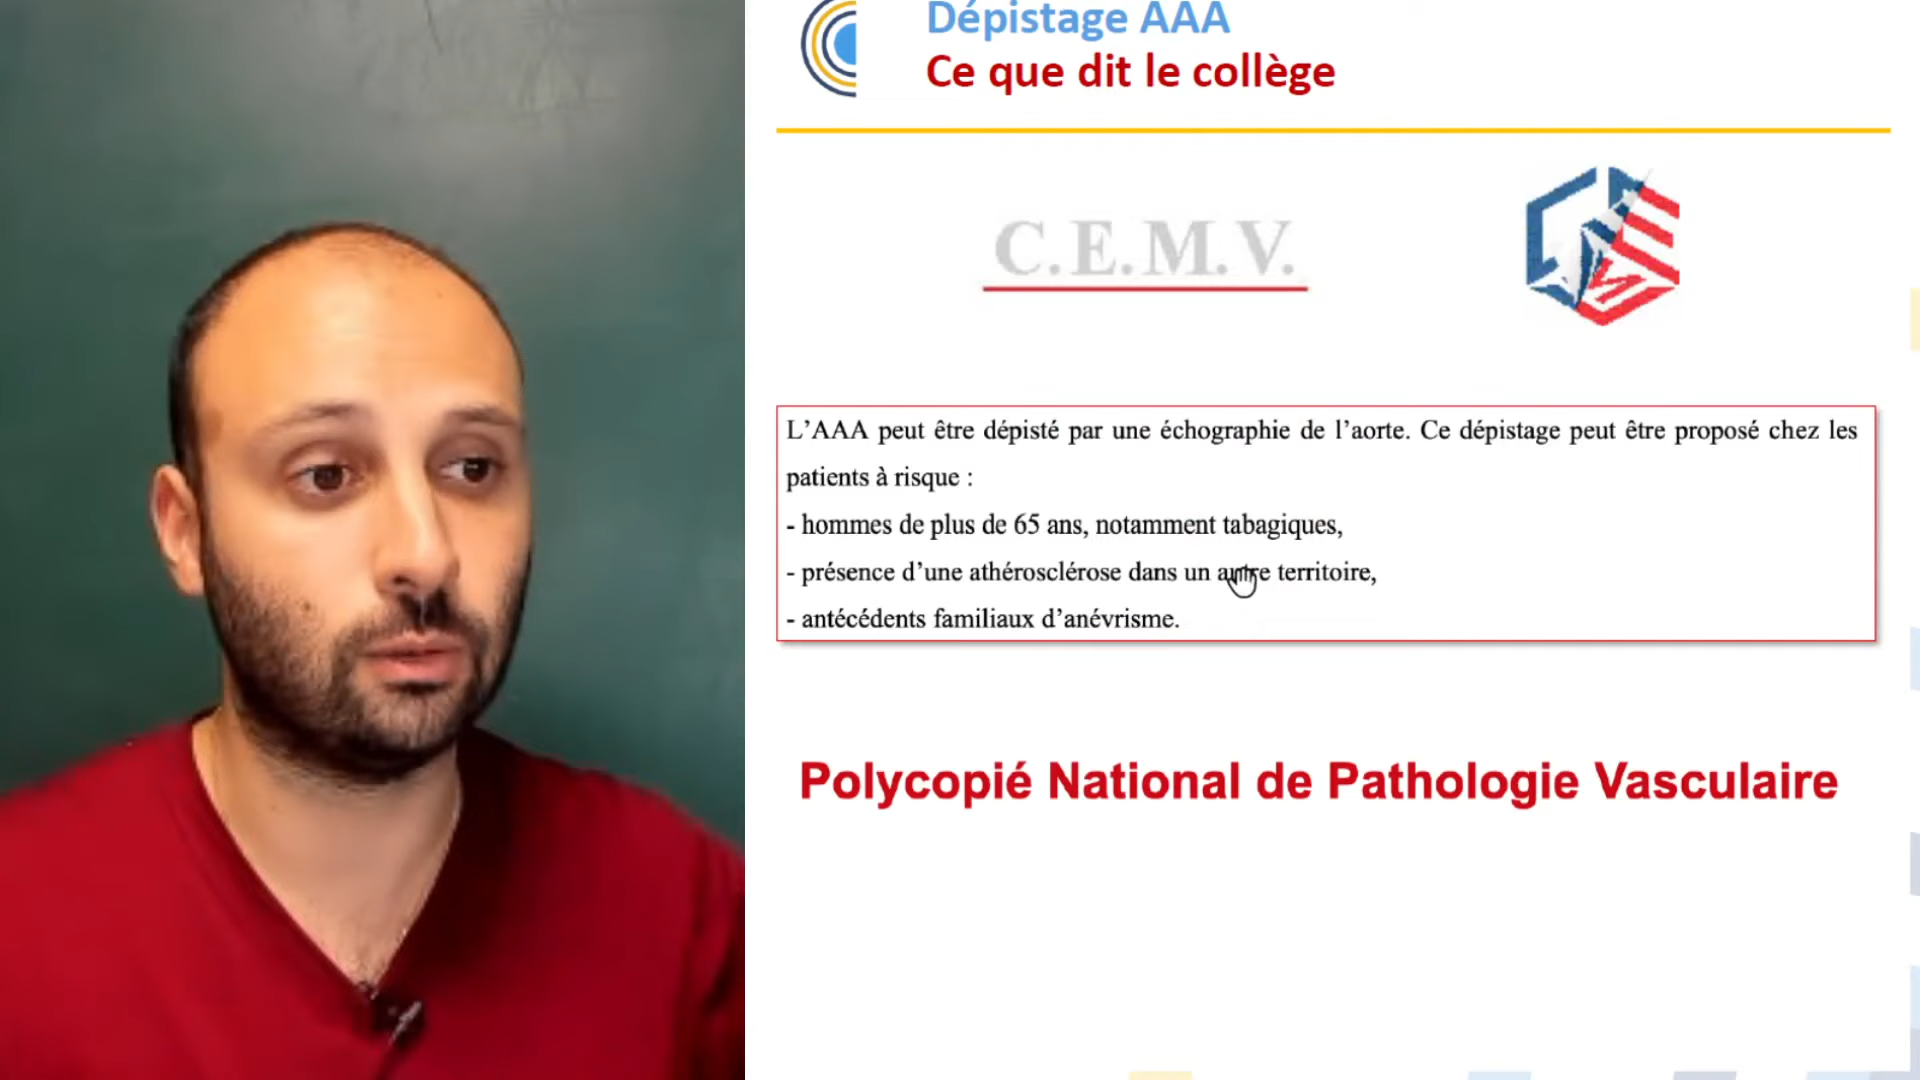 Dépistage AAA
Ce que dit le collège
C.E.M.V.
L’AAA peut être dépisté par une échographie de l’aorte. Ce dépistage peut être proposé chez les
patients à risque :
- hommes de plus de 65 ans, notamment tabagiques,
- présence d’une athérosclérose dans un autre territoire,
- antécédents familiaux d’anévrisme.
Polycopié National de Pathologie Vasculaire